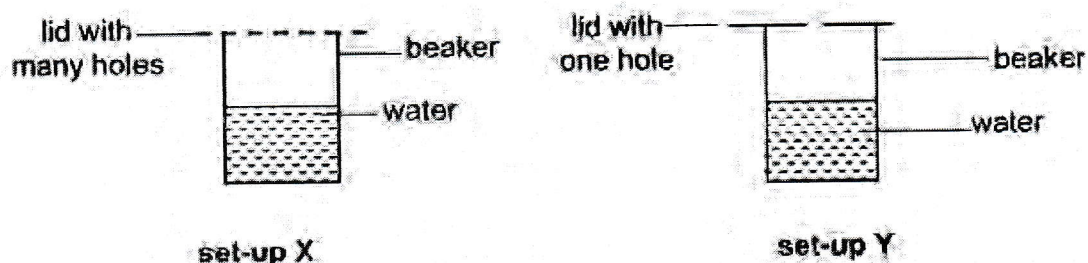 lid with
many holes
beaker
water
set-up X
lid with
one hole
beaker
water
set-up Y